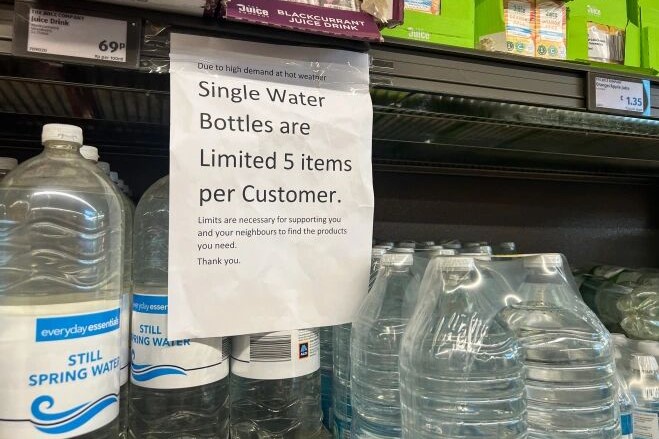 Juice Drink
69P
Juice
BLACKCURRANT
JUICE DRINK
£ 1.35
Due to high demand at hot weather
Single Water
Bottles are
Limited 5 items
per Customer.
Limits are necessary for supporting you
and your neighbours to find the products
you need.
Thank you.
everyday essentials
STILL
SPRING WATER
everyday essen
STILL
SPRING WATER